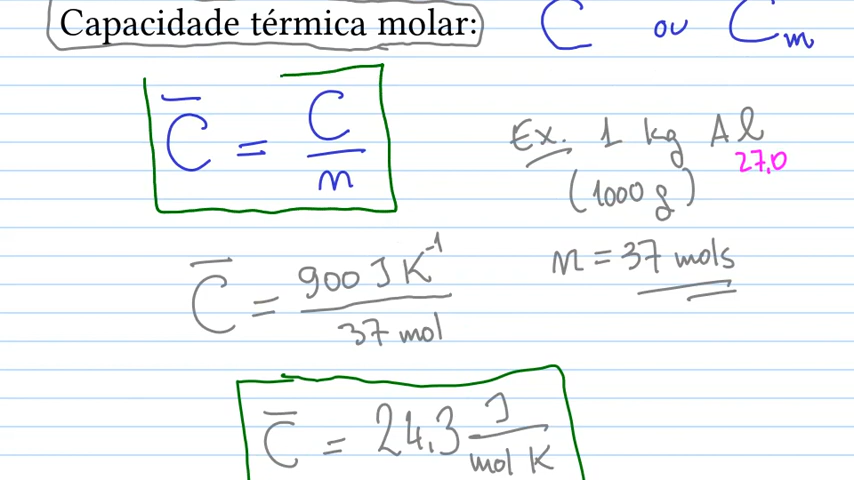 Capacidade térmica molar: C ou Cm
C̅ = C/n
Ex. 1 kg Al
27,0
(1000 g)
n = 37 mols
C̅ = 900 J K⁻¹ / 37 mol
C̅ = 24,3 J / mol K